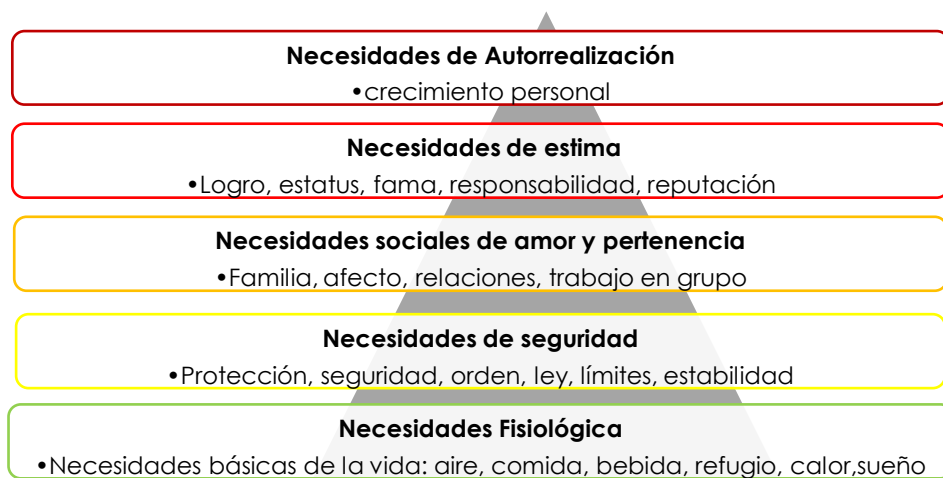 Necesidades de Autorrealización
•crecimiento personal
Necesidades de estima
•Logro, estatus, fama, responsabilidad, reputación
Necesidades sociales de amor y pertenencia
•Familia, afecto, relaciones, trabajo en grupo
Necesidades de seguridad
•Protección, seguridad, orden, ley, límites, estabilidad
Necesidades Fisiológica
•Necesidades básicas de la vida: aire, comida, bebida, refugio, calor,sueño